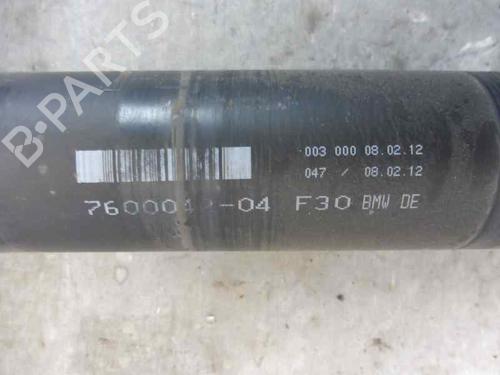 B-PARTS
003 000 08.02.12
047 / 08.02.12
F30 BMW DE